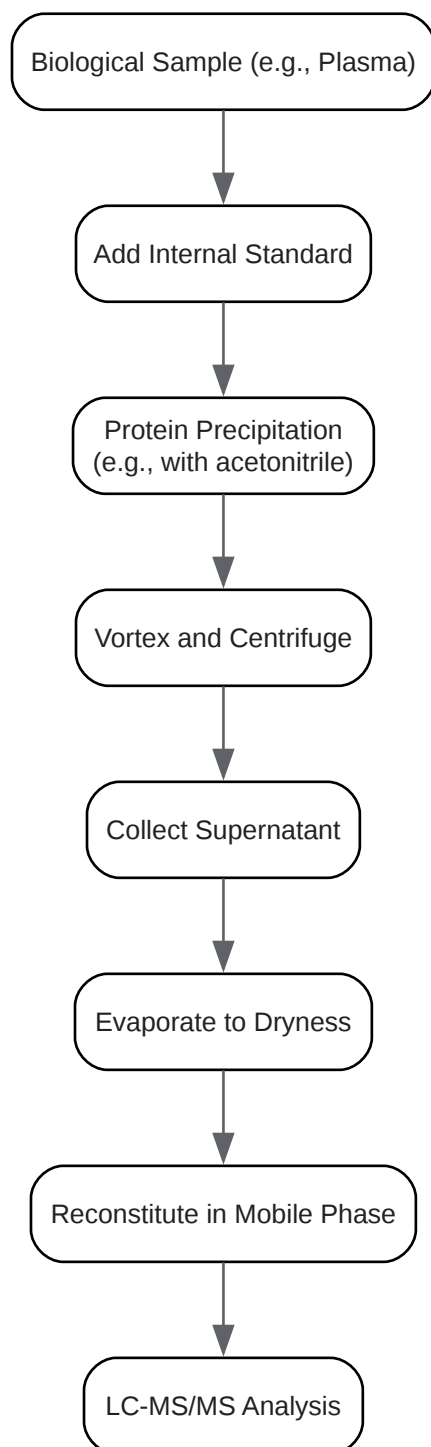 Biological Sample (e.g., Plasma)
Add Internal Standard
Protein Precipitation
(e.g., with acetonitrile)
Vortex and Centrifuge
Collect Supernatant
Evaporate to Dryness
Reconstitute in Mobile Phase
LC-MS/MS Analysis